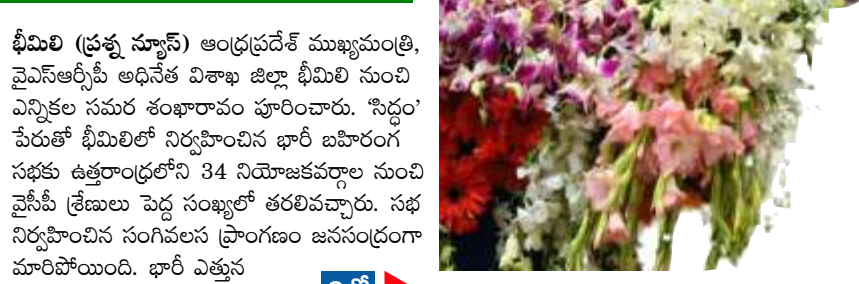 భీమిలి (ప్రశ్న న్యూస్) ఆంధ్రప్రదేశ్ ముఖ్యమంత్రి,
వైఎస్ఆర్సీపీ అధినేత విశాఖ జిల్లా భీమిలి నుంచి
ఎన్నికల సమర శంఖారావం పూరించారు. 'సిద్ధం'
పేరుతో భీమిలిలో నిర్వహించిన భారీ బహిరంగ
సభకు ఉత్తరాంధ్రలోని 34 నియోజకవర్గాల నుంచి
వైసీపీ శ్రేణులు పెద్ద సంఖ్యలో తరలివచ్చారు. సభ
నిర్వహించిన సంగివలస ప్రాంగణం జనసంద్రంగా
మారిపోయింది. భారీ ఎత్తున